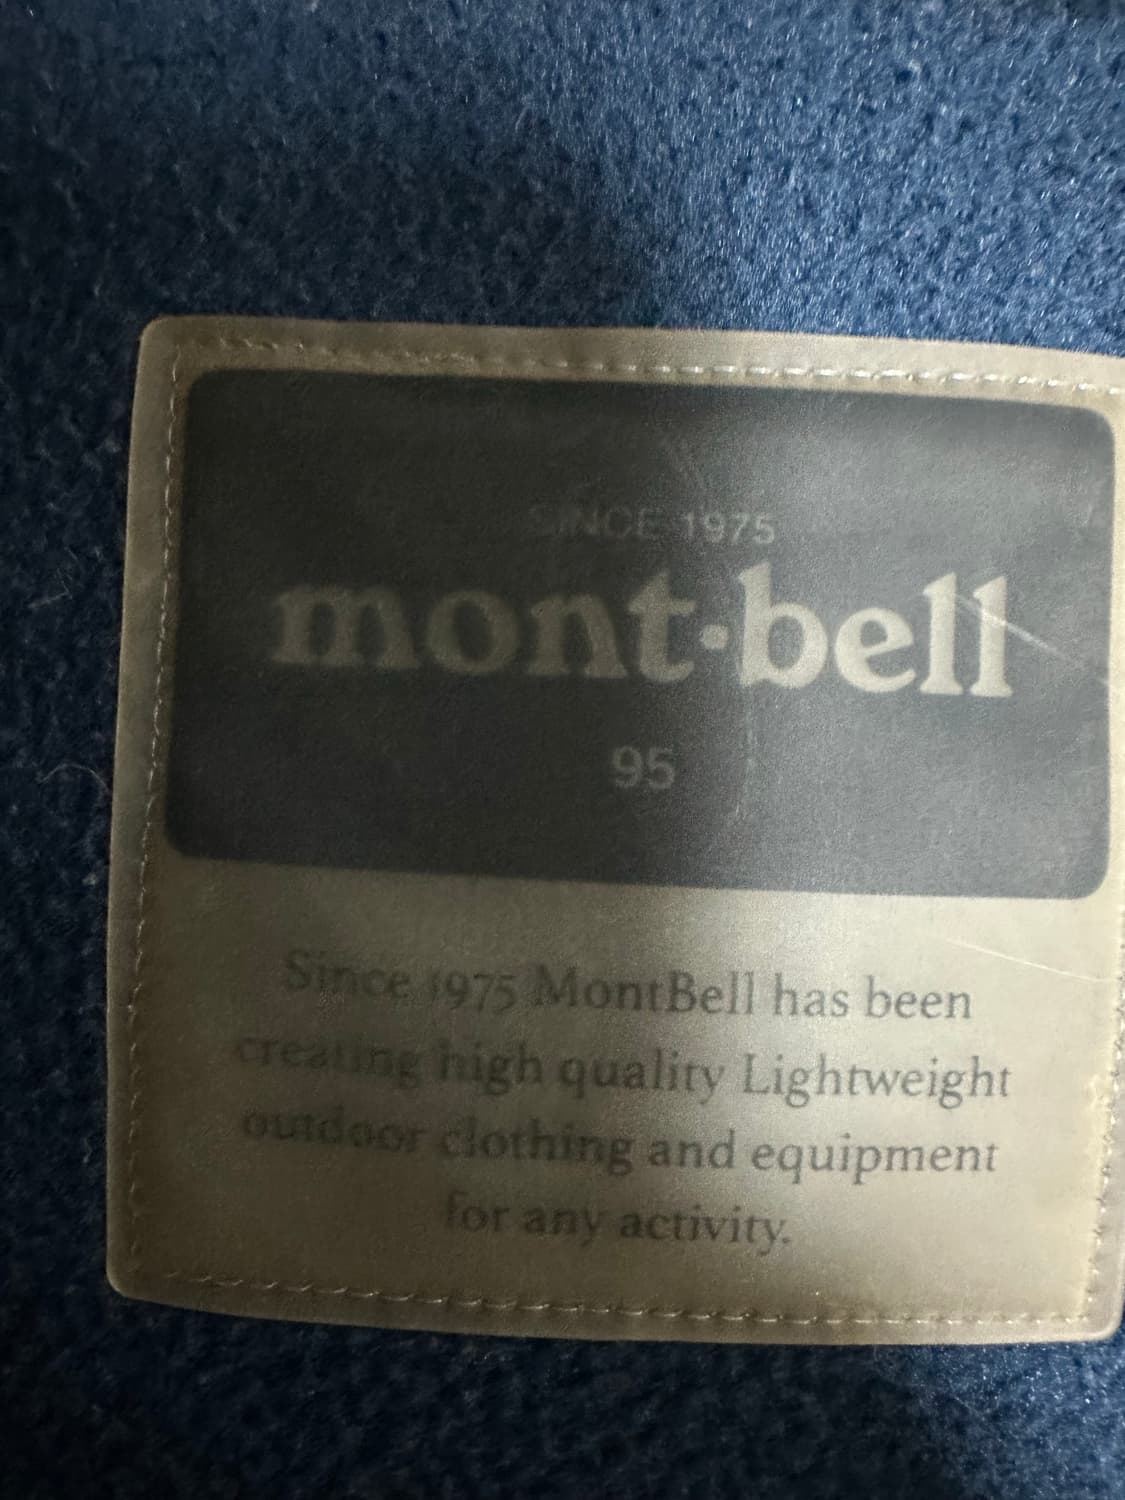 SINCE 1975
mont·bell
95
Since 1975 MontBell has been
creating high quality Lightweight
outdoor clothing and equipment
for any activity.